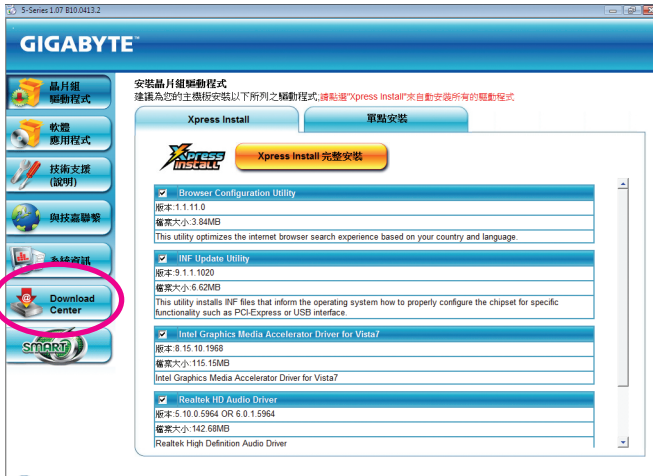 5-Series 1.07 B10.0413.2
GIGABYTE™
晶片組
驅動程式
軟體
應用程式
技術支援
(說明)
與技嘉聯繫
系統資訊
Download
Center
SMART
安裝晶片組驅動程式
建議為您的主機板安裝以下所列之驅動程式;請點選"Xpress Install"來自動安裝所有的驅動程式
Xpress Install
單點安裝
Xpress
INSTALL
Xpress Install 完整安裝
Browser Configuration Utility
版本:1.1.11.0
檔案大小:3.84MB
This utility optimizes the internet browser search experience based on your country and language.
INF Update Utility
版本:9.1.1.1020
檔案大小:6.62MB
This utility installs INF files that inform the operating system how to properly configure the chipset for specific
functionality such as PCI-Express or USB interface.
Intel Graphics Media Accelerator Driver for Vista7
版本:8.15.10.1968
檔案大小:115.15MB
Intel Graphics Media Accelerator Driver for Vista7
Realtek HD Audio Driver
版本:5.10.0.5964 OR 6.0.1.5964
檔案大小:142.68MB
Realtek High Definition Audio Driver